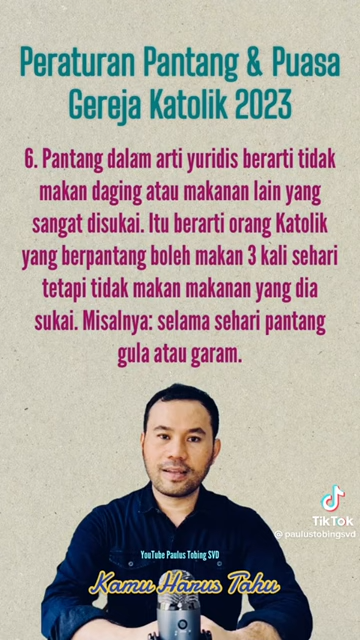 Peraturan Pantang & Puasa
Gereja Katolik 2023
6. Pantang dalam arti yuridis berarti tidak
makan daging atau makanan lain yang
sangat disukai. Itu berarti orang Katolik
yang berpantang boleh makan 3 kali sehari
tetapi tidak makan makanan yang dia
sukai. Misalnya: selama sehari pantang
gula atau garam.
TikTok
@paulustobingsvd
YouTube Paulus Tobing SVD
Kamu Harus Tahu